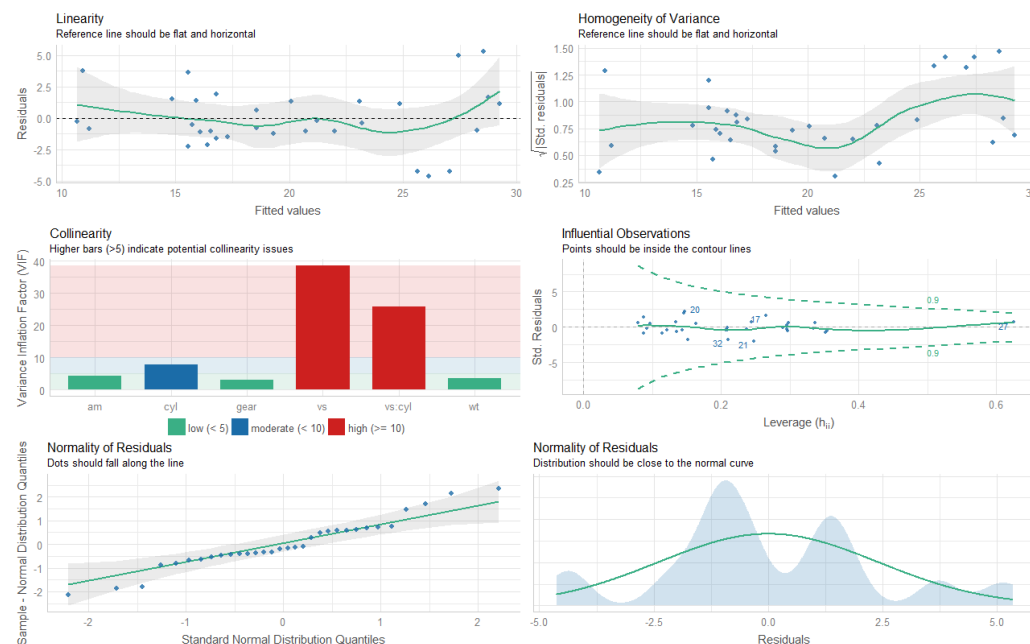 Linearity
Reference line should be flat and horizontal
Residuals
5.0
2.5
0.0
-2.5
-5.0
10
15
20
25
30
Fitted values
Homogeneity of Variance
Reference line should be flat and horizontal
√|Std. residuals|
1.50
1.25
1.00
0.75
0.50
0.25
10
15
20
25
Fitted values
Collinearity
Higher bars (>5) indicate potential collinearity issues
Variance Inflation Factor (VIF)
40
30
20
10
0
am
cyl
gear
vs
vs:cyl
wt
low (< 5)
moderate (< 10)
high (>= 10)
Influential Observations
Points should be inside the contour lines
Std. Residuals
5
0
-5
0.9
20
17
27
32
21
0.9
0.0
0.2
0.4
0.6
Leverage (hii)
Normality of Residuals
Dots should fall along the line
Sample - Normal Distribution Quantiles
2
1
0
-1
-2
-2
-1
0
1
2
Standard Normal Distribution Quantiles
Normality of Residuals
Distribution should be close to the normal curve
-5.0
-2.5
0.0
2.5
5.0
Residuals